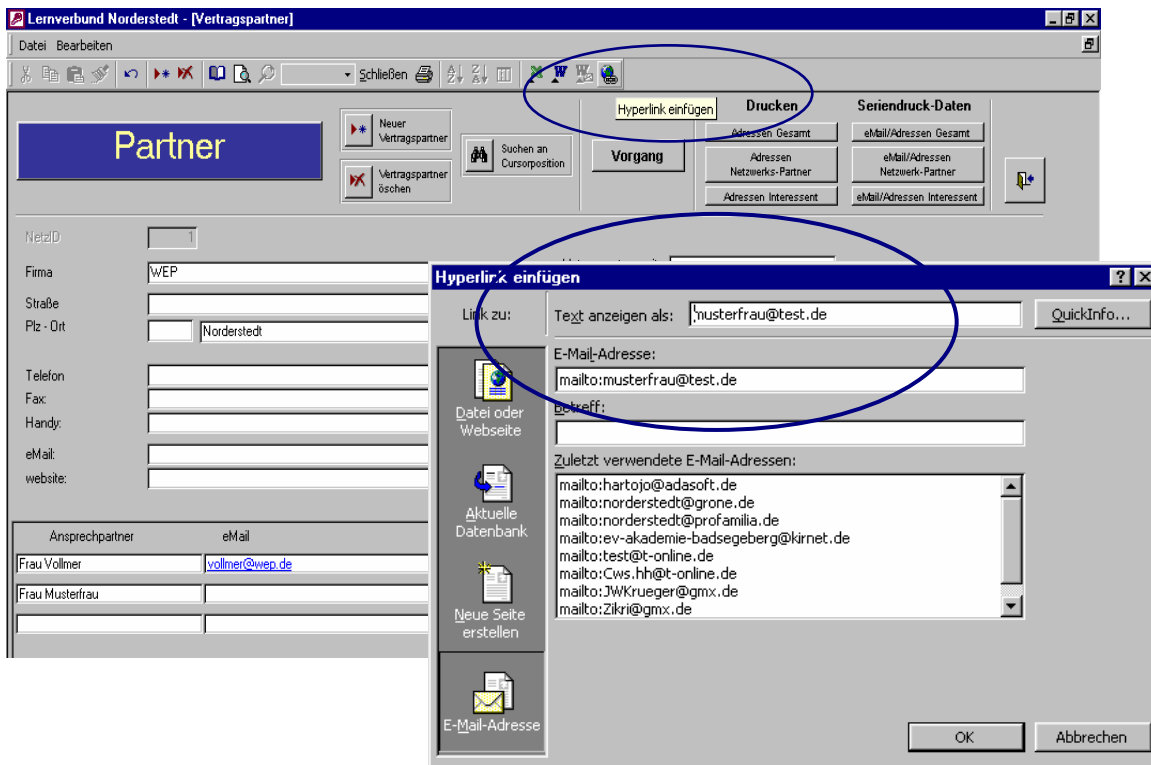 Lernverbund Norderstedt - [Vertragspartner]
Datei Bearbeiten
Schließen
Hyperlink einfügen
Partner
Neuer
Vertragspartner
Vertragspartner
löschen
Suchen an
Cursorposition
Vorgang
Drucken
Adressen Gesamt
Adressen
Netzwerks-Partner
Adressen Interessent
Seriendruck-Daten
eMail/Adressen Gesamt
eMail/Adressen
Netzwerk-Partner
eMail/Adressen Interessent
NetzID 1
Firma WEP
Straße
Plz - Ort Norderstedt
Telefon
Fax:
Handy:
eMail:
website:
Ansprechpartner eMail
Frau Vollmer vollmer@wep.de
Frau Musterfrau
Hyperlink einfügen
Link zu:
Text anzeigen als: musterfrau@test.de
QuickInfo...
Datei oder
Webseite
Aktuelle
Datenbank
Neue Seite
erstellen
E-Mail-Adresse
E-Mail-Adresse:
mailto:musterfrau@test.de
Betreff:
Zuletzt verwendete E-Mail-Adressen:
mailto:hartojo@adasoft.de
mailto:norderstedt@grone.de
mailto:norderstedt@profamilia.de
mailto:ev-akademie-badsegeberg@kirnet.de
mailto:test@t-online.de
mailto:Cws.hh@t-online.de
mailto:JWKrueger@gmx.de
mailto:Zikri@gmx.de
OK
Abbrechen